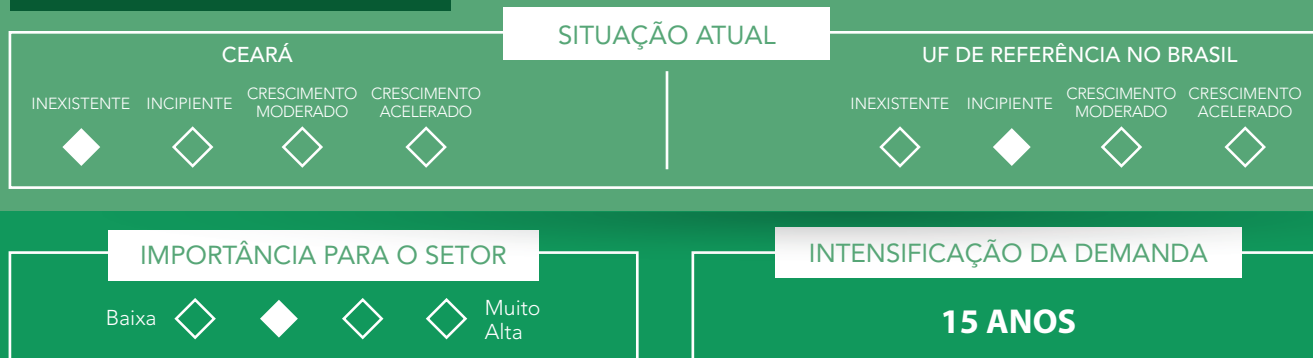 SITUAÇÃO ATUAL
CEARÁ
INEXISTENTE
INCIPIENTE
CRESCIMENTO
MODERADO
CRESCIMENTO
ACELERADO
UF DE REFERÊNCIA NO BRASIL
INEXISTENTE
INCIPIENTE
CRESCIMENTO
MODERADO
CRESCIMENTO
ACELERADO
IMPORTÂNCIA PARA O SETOR
Baixa
Muito
Alta
INTENSIFICAÇÃO DA DEMANDA
15 ANOS